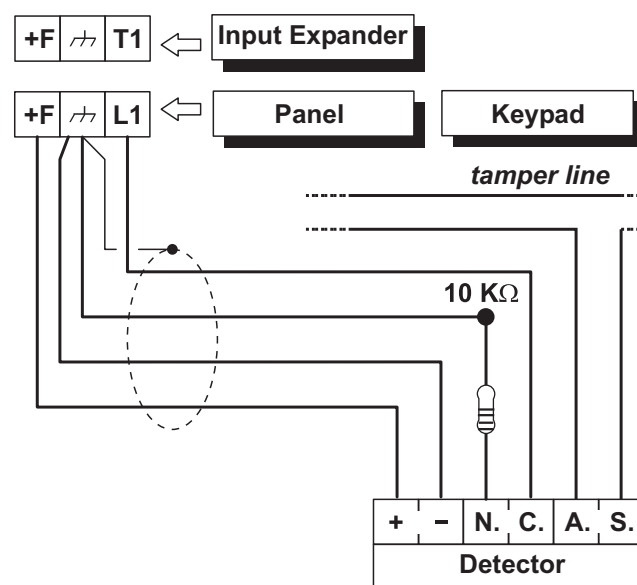 +F T1 Input Expander
+F L1 Panel Keypad
tamper line
10 KΩ
+ − N. C. A. S.
Detector